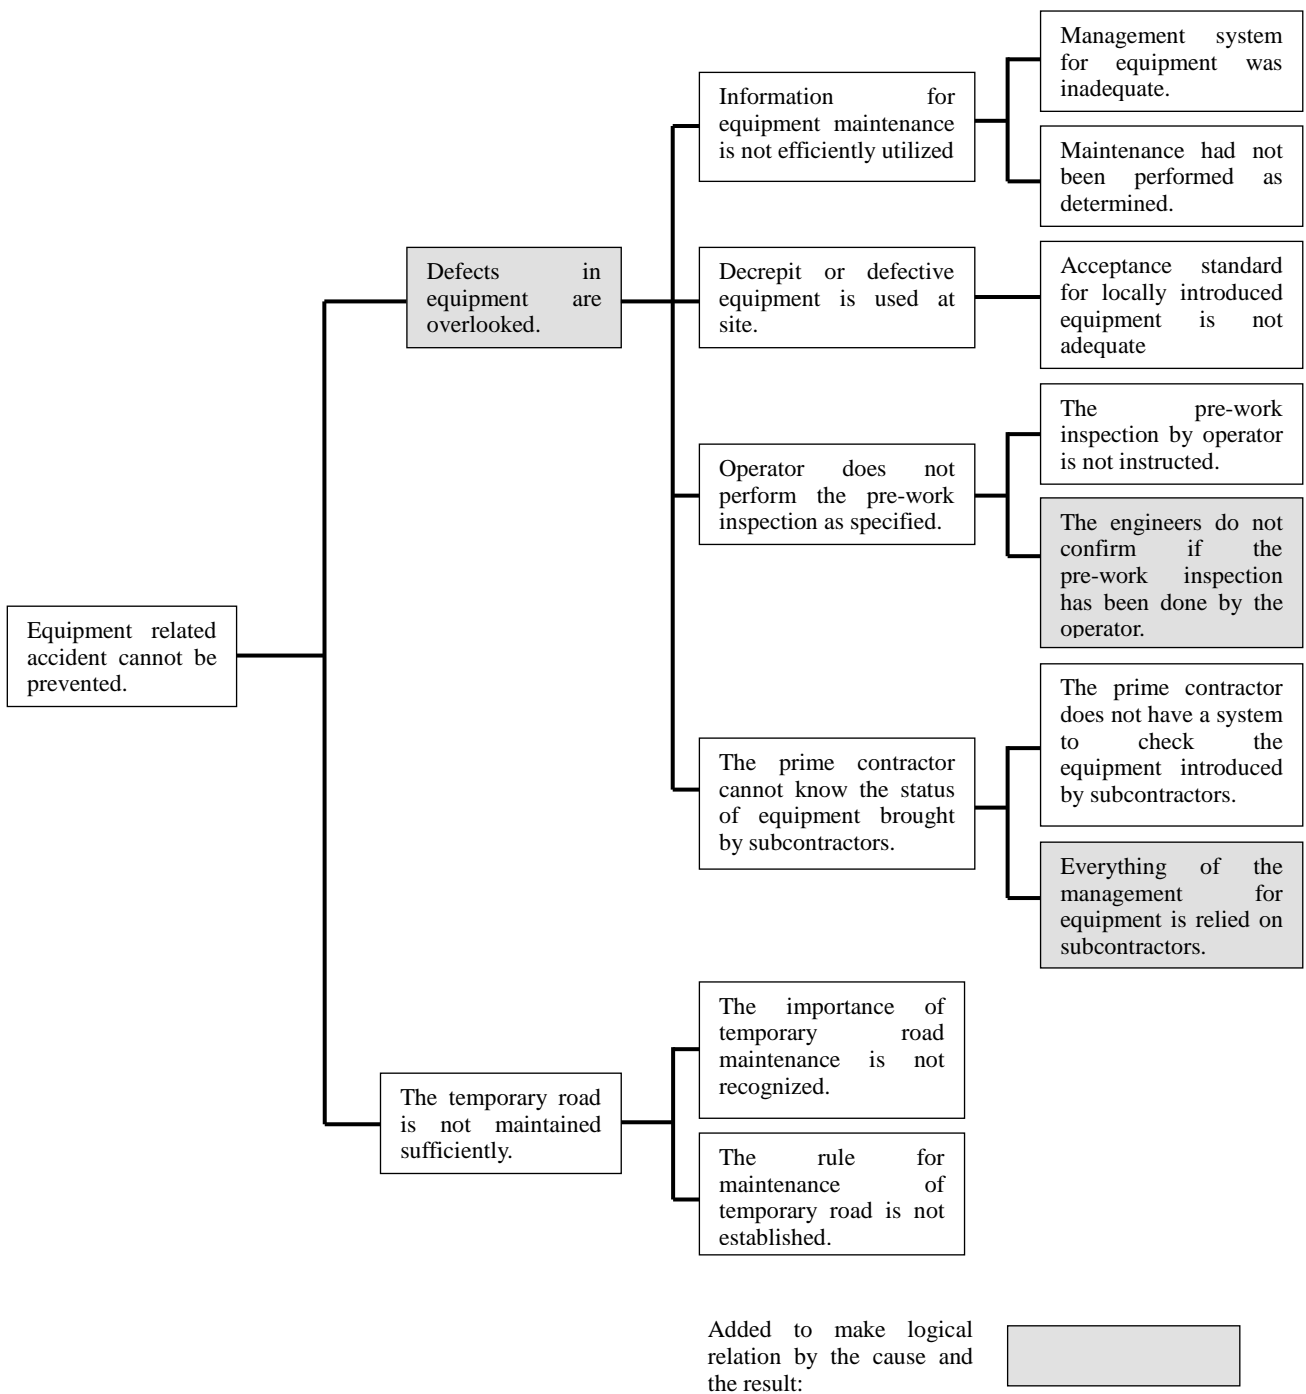 Management system
for equipment was
inadequate.
Information for
equipment maintenance
is not efficiently utilized
Maintenance had not
been performed as
determined.
Defects in
equipment are
overlooked.
Decrepit or defective
equipment is used at
site.
Acceptance standard
for locally introduced
equipment is not
adequate
The pre-work
inspection by operator
is not instructed.
Operator does not
perform the pre-work
inspection as specified.
The engineers do not
confirm if the
pre-work inspection
has been done by the
operator.
Equipment related
accident cannot be
prevented.
The prime contractor
does not have a system
to check the
equipment introduced
by subcontractors.
The prime contractor
cannot know the status
of equipment brought
by subcontractors.
Everything of the
management for
equipment is relied on
subcontractors.
The importance of
temporary road
maintenance is not
recognized.
The temporary road
is not maintained
sufficiently.
The rule for
maintenance of
temporary road is not
established.
Added to make logical
relation by the cause and
the result: